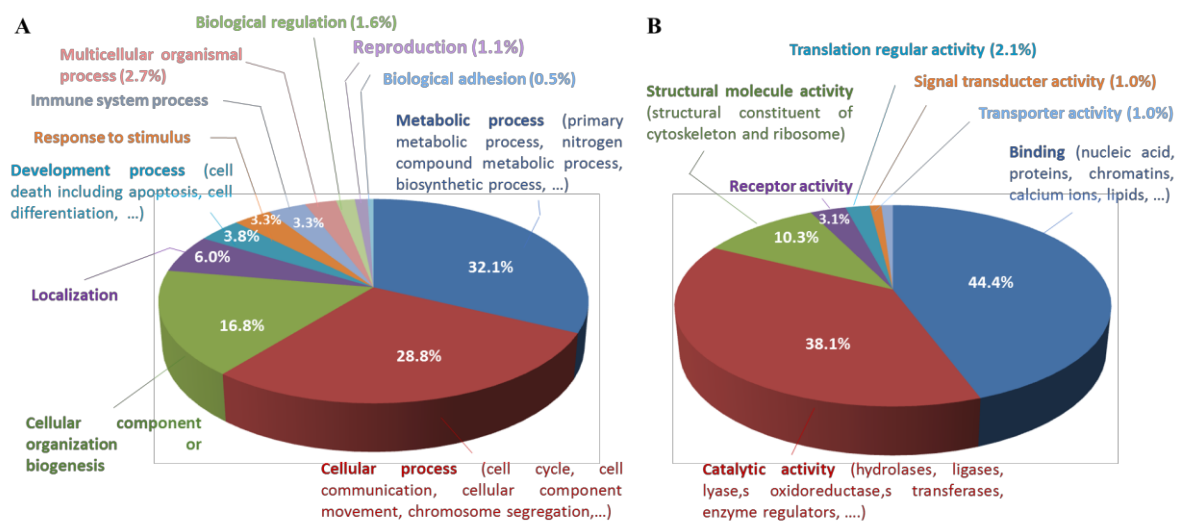 A
Biological regulation (1.6%)
Reproduction (1.1%)
Multicellular organismal
process (2.7%)
Biological adhesion (0.5%)
Immune system process
Response to stimulus
Development process (cell
death including apoptosis, cell
differentiation, ...)
Metabolic process (primary
metabolic process, nitrogen
compound metabolic process,
biosynthetic process, ...)
Localization
Cellular component or
organization
biogenesis
Cellular process (cell cycle, cell
communication, cellular component
movement, chromosome segregation,...)
3.3%
3.3%
3.8%
6.0%
32.1%
16.8%
28.8%
B
Translation regular activity (2.1%)
Signal transducter activity (1.0%)
Transporter activity (1.0%)
Structural molecule activity
(structural constituent of
cytoskeleton and ribosome)
Receptor activity
Binding (nucleic acid,
proteins, chromatins,
calcium ions, lipids, ...)
3.1%
10.3%
44.4%
38.1%
Catalytic activity (hydrolases, ligases,
lyase,s oxidoreductase,s transferases,
enzyme regulators, ....)